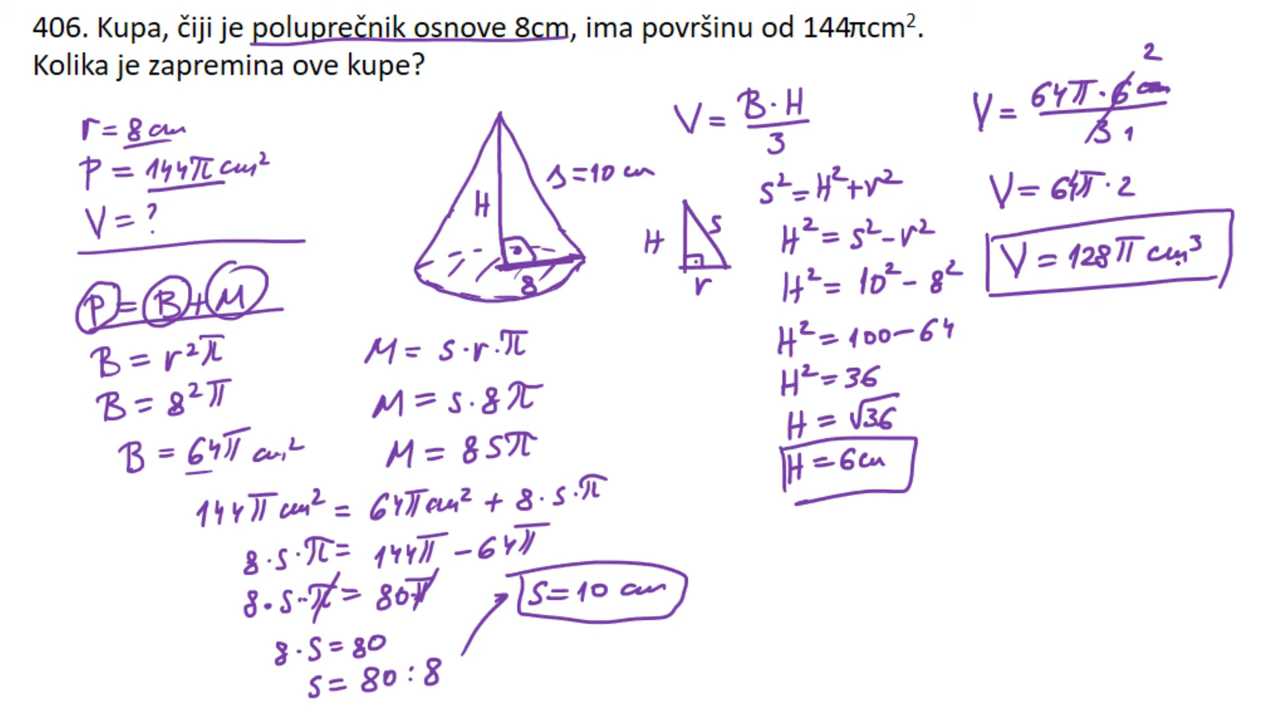 406. Kupa, čiji je poluprečnik osnove 8cm, ima površinu od 144πcm².
Kolika je zapremina ove kupe?
r = 8 cm
P = 144π cm²
V = ?
P = B + M
B = r²π
B = 8²π
B = 64π cm²
M = s · r · π
M = s · 8π
M = 8sπ
144π cm² = 64π cm² + 8 · s · π
8 · s · π = 144π − 64π
8 · s · π = 80π
8 · s = 80
s = 80 : 8
s = 10 cm
H
s = 10 cm
8
V = B · H / 3
H
s
r
s² = H² + r²
H² = s² − r²
H² = 10² − 8²
H² = 100 − 64
H² = 36
H = √36
H = 6 cm
2
V = 64π · 6 cm / 3 1
V = 64π · 2
V = 128π cm³